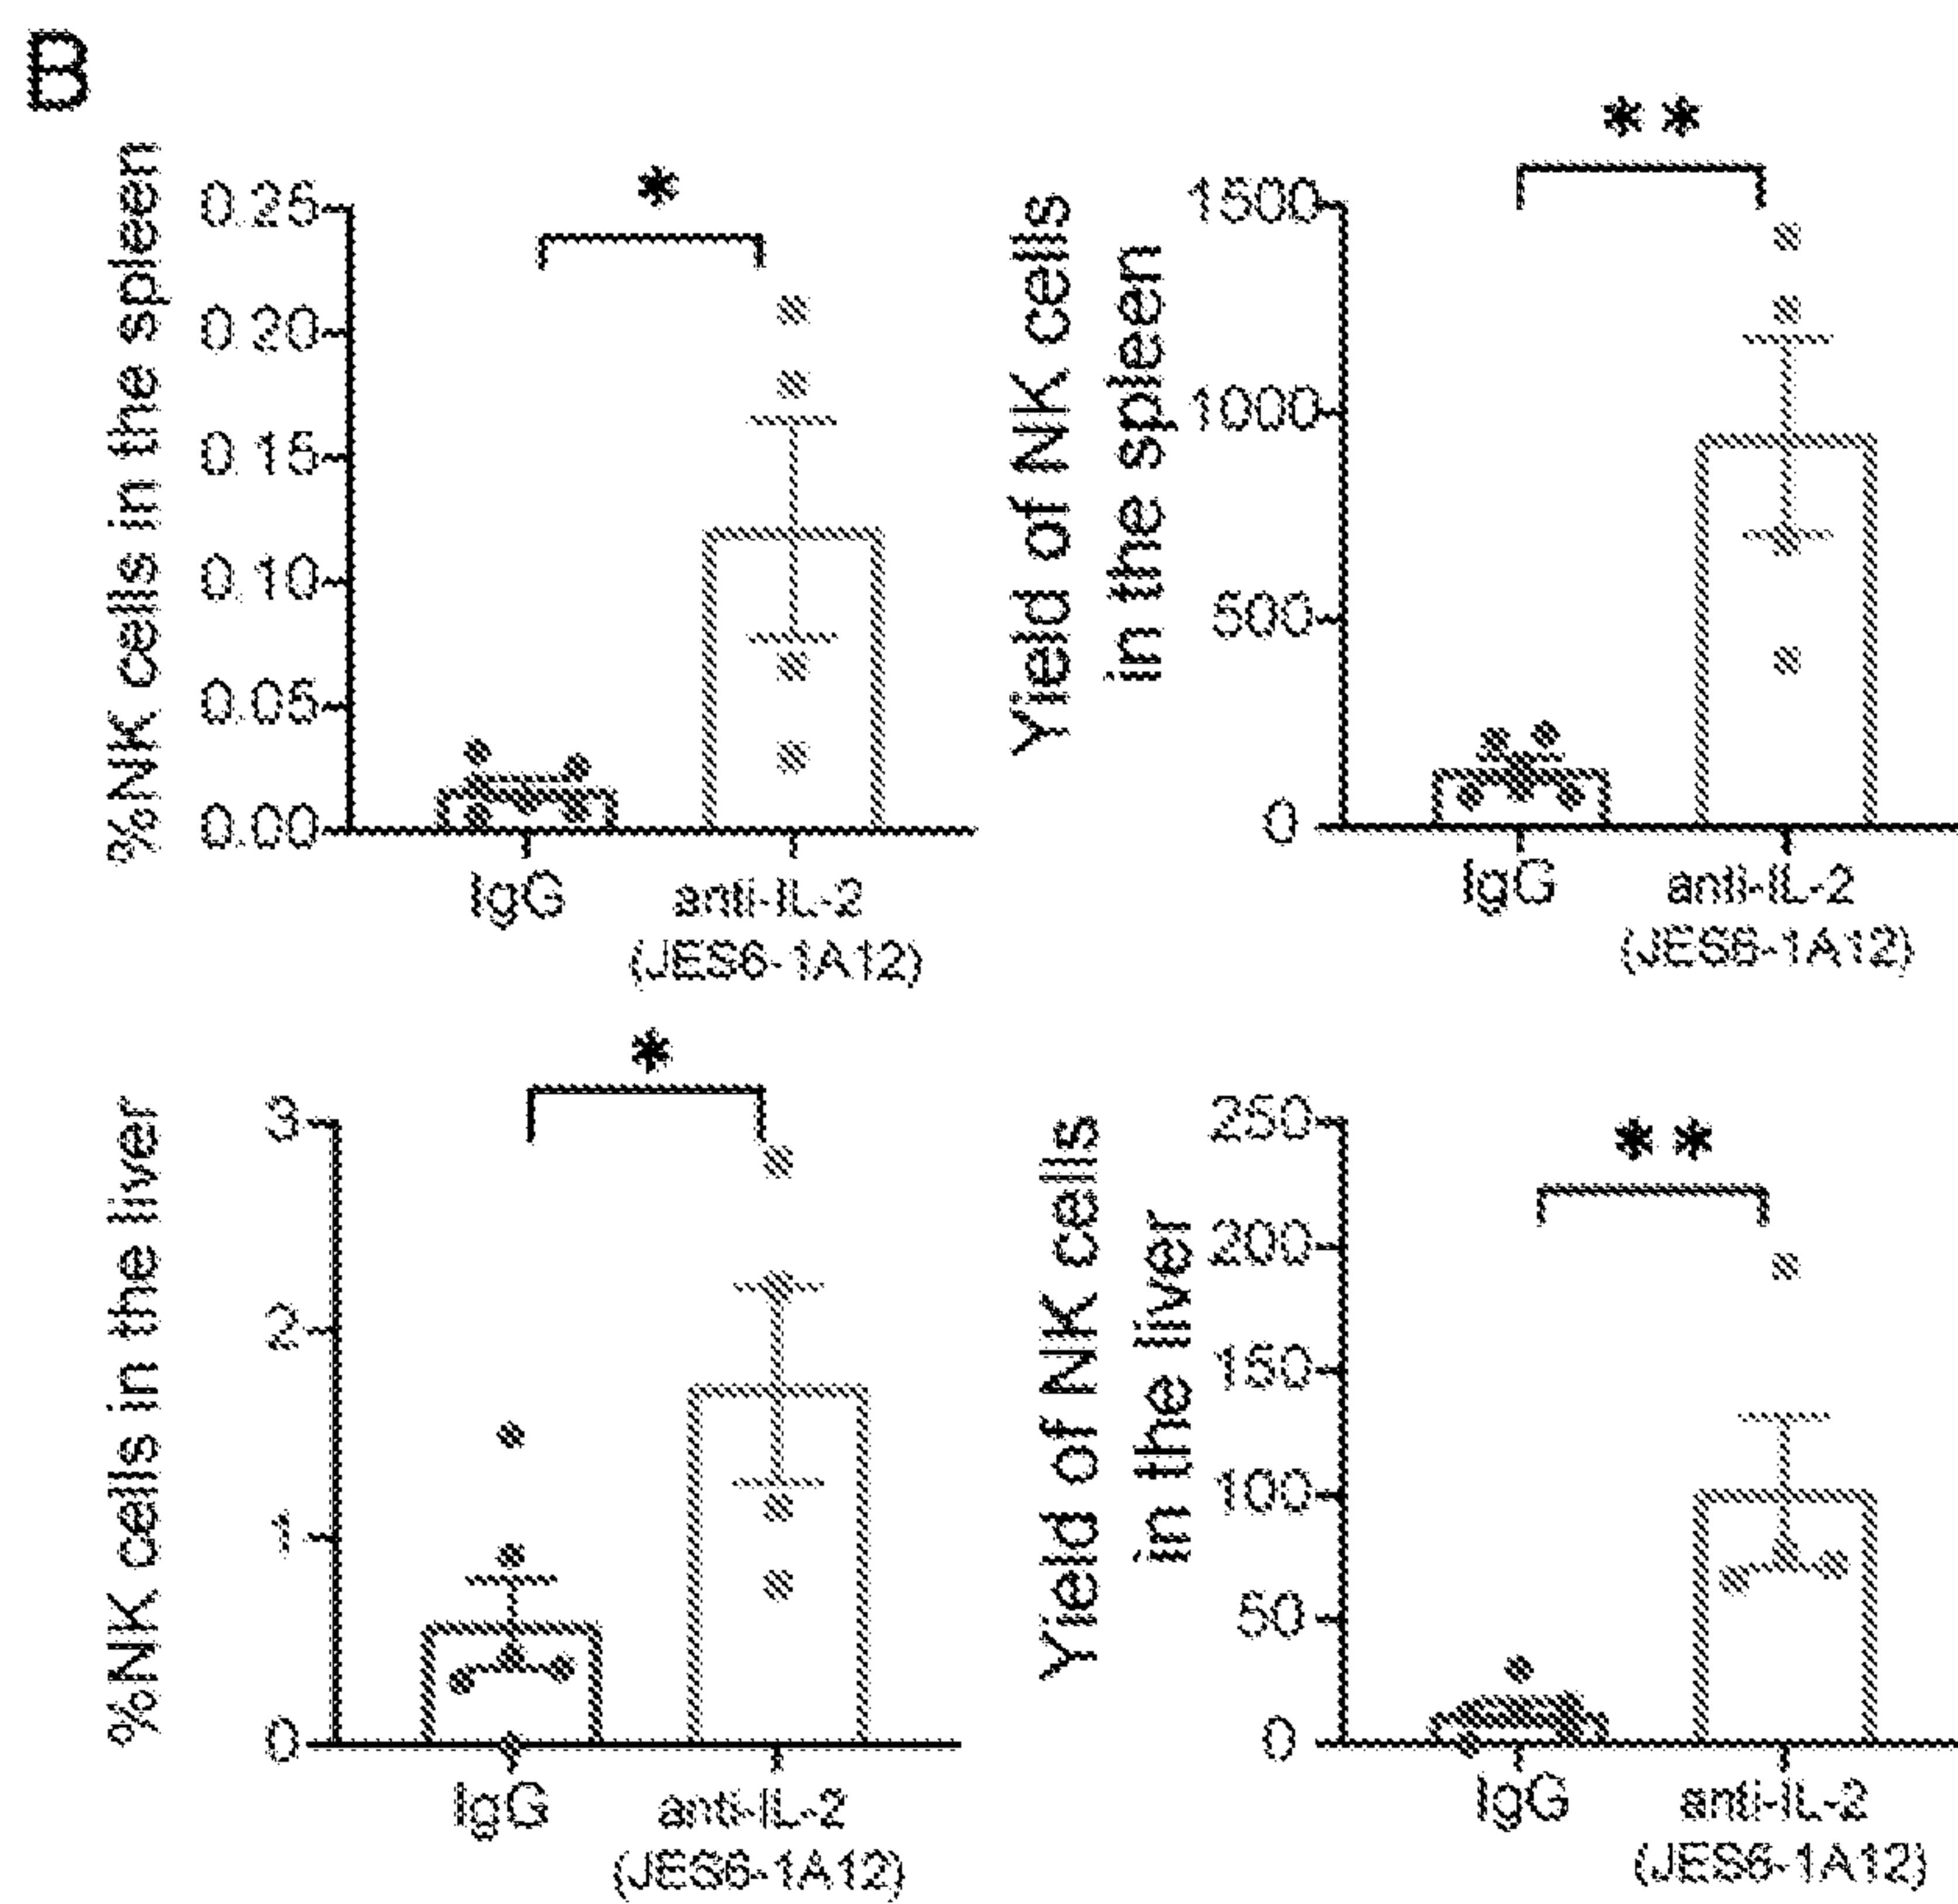 B
%NK cells in the spleen
0.25
0.20
0.15
0.10
0.05
0.00
*
IgG
anti-IL-2
(JES6-1A12)
Yield of NK cells
in the spleen
1500
1000
500
0
**
IgG
anti-IL-2
(JES6-1A12)
%NK cells in the liver
3
2
1
0
*
IgG
anti-IL-2
(JES6-1A12)
Yield of NK cells
in the liver
250
200
150
100
50
0
**
IgG
anti-IL-2
(JES6-1A12)